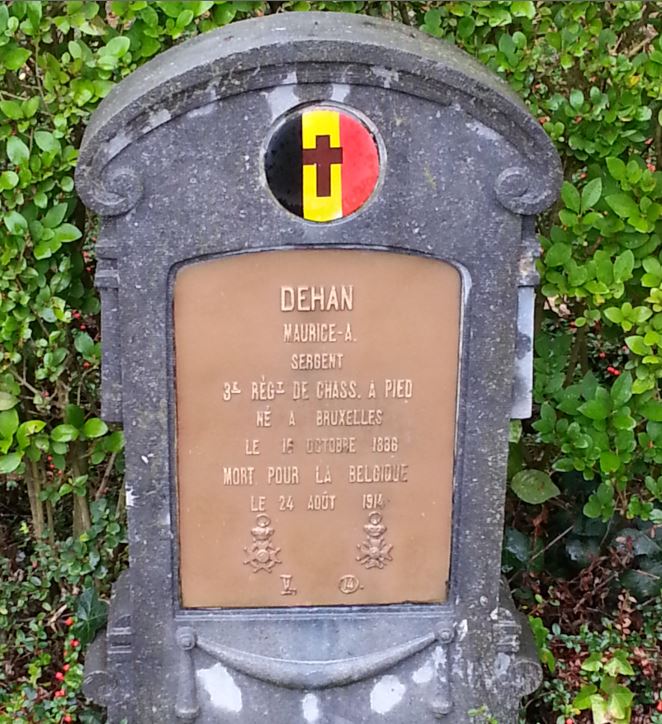 DEHAN
MAURICE-A.
SERGENT
3E RÉGT DE CHASS. A PIED
NÉ A BRUXELLES
LE OCTOBRE 1886
MORT POUR LA BELGIQUE
LE 24 AOÛT 1914
V. 14.